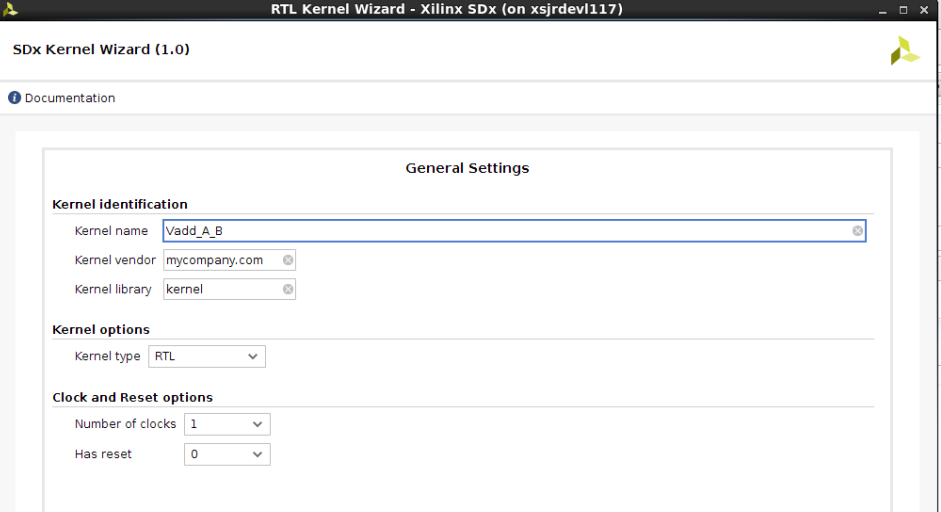 RTL Kernel Wizard - Xilinx SDx (on xsjrdevl117)
SDx Kernel Wizard (1.0)
Documentation
General Settings
Kernel identification
Kernel name Vadd_A_B
Kernel vendor mycompany.com
Kernel library kernel
Kernel options
Kernel type RTL
Clock and Reset options
Number of clocks 1
Has reset 0